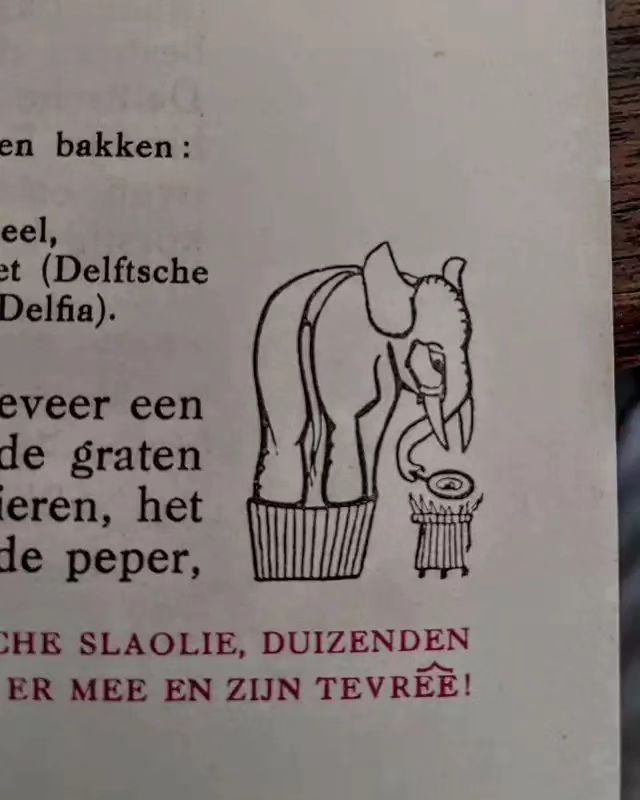 en bakken:
eel,
et (Delftsche
Delfia).
eveer een
de graten
ieren, het
de peper,
CHE SLAOLIE, DUIZENDEN
ER MEE EN ZIJN TEVRÊÊ!